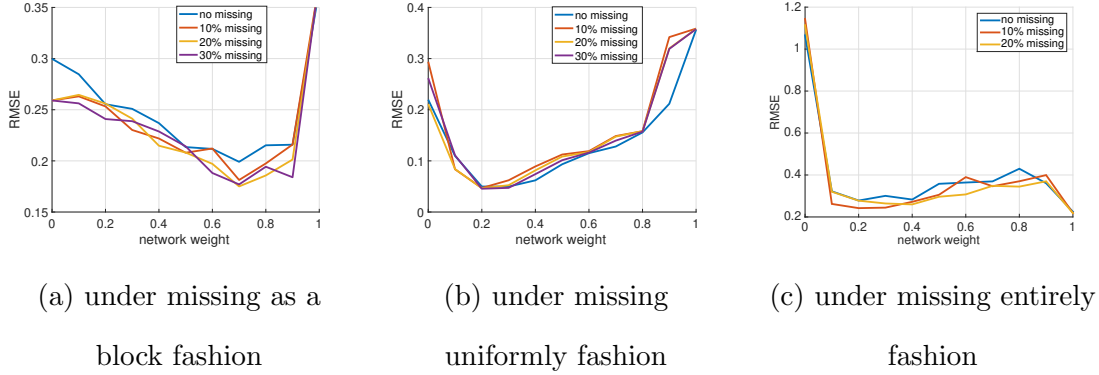 0.35
0.3
0.25
0.2
0.15
RMSE
0 0.2 0.4 0.6 0.8 1
network weight
no missing
10% missing
20% missing
30% missing
(a) under missing as a
block fashion
0.4
0.3
0.2
0.1
0
RMSE
0 0.2 0.4 0.6 0.8 1
network weight
no missing
10% missing
20% missing
30% missing
(b) under missing
uniformly fashion
1.2
1
0.8
0.6
0.4
0.2
RMSE
0 0.2 0.4 0.6 0.8 1
network weight
no missing
10% missing
20% missing
(c) under missing entirely
fashion